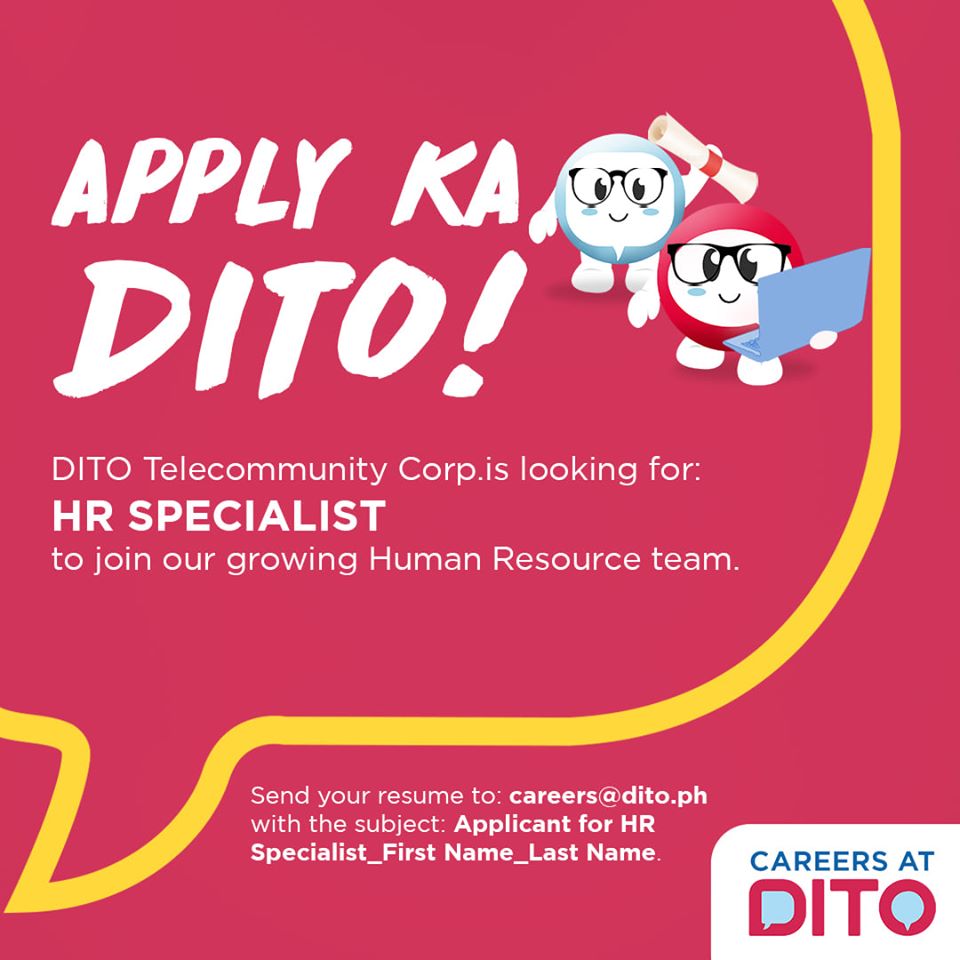 APPLY KA
DITO!
DITO Telecommunity Corp.is looking for:
HR SPECIALIST
to join our growing Human Resource team.
Send your resume to: careers@dito.ph
with the subject: Applicant for HR
Specialist_First Name_Last Name.
CAREERS AT
DITO